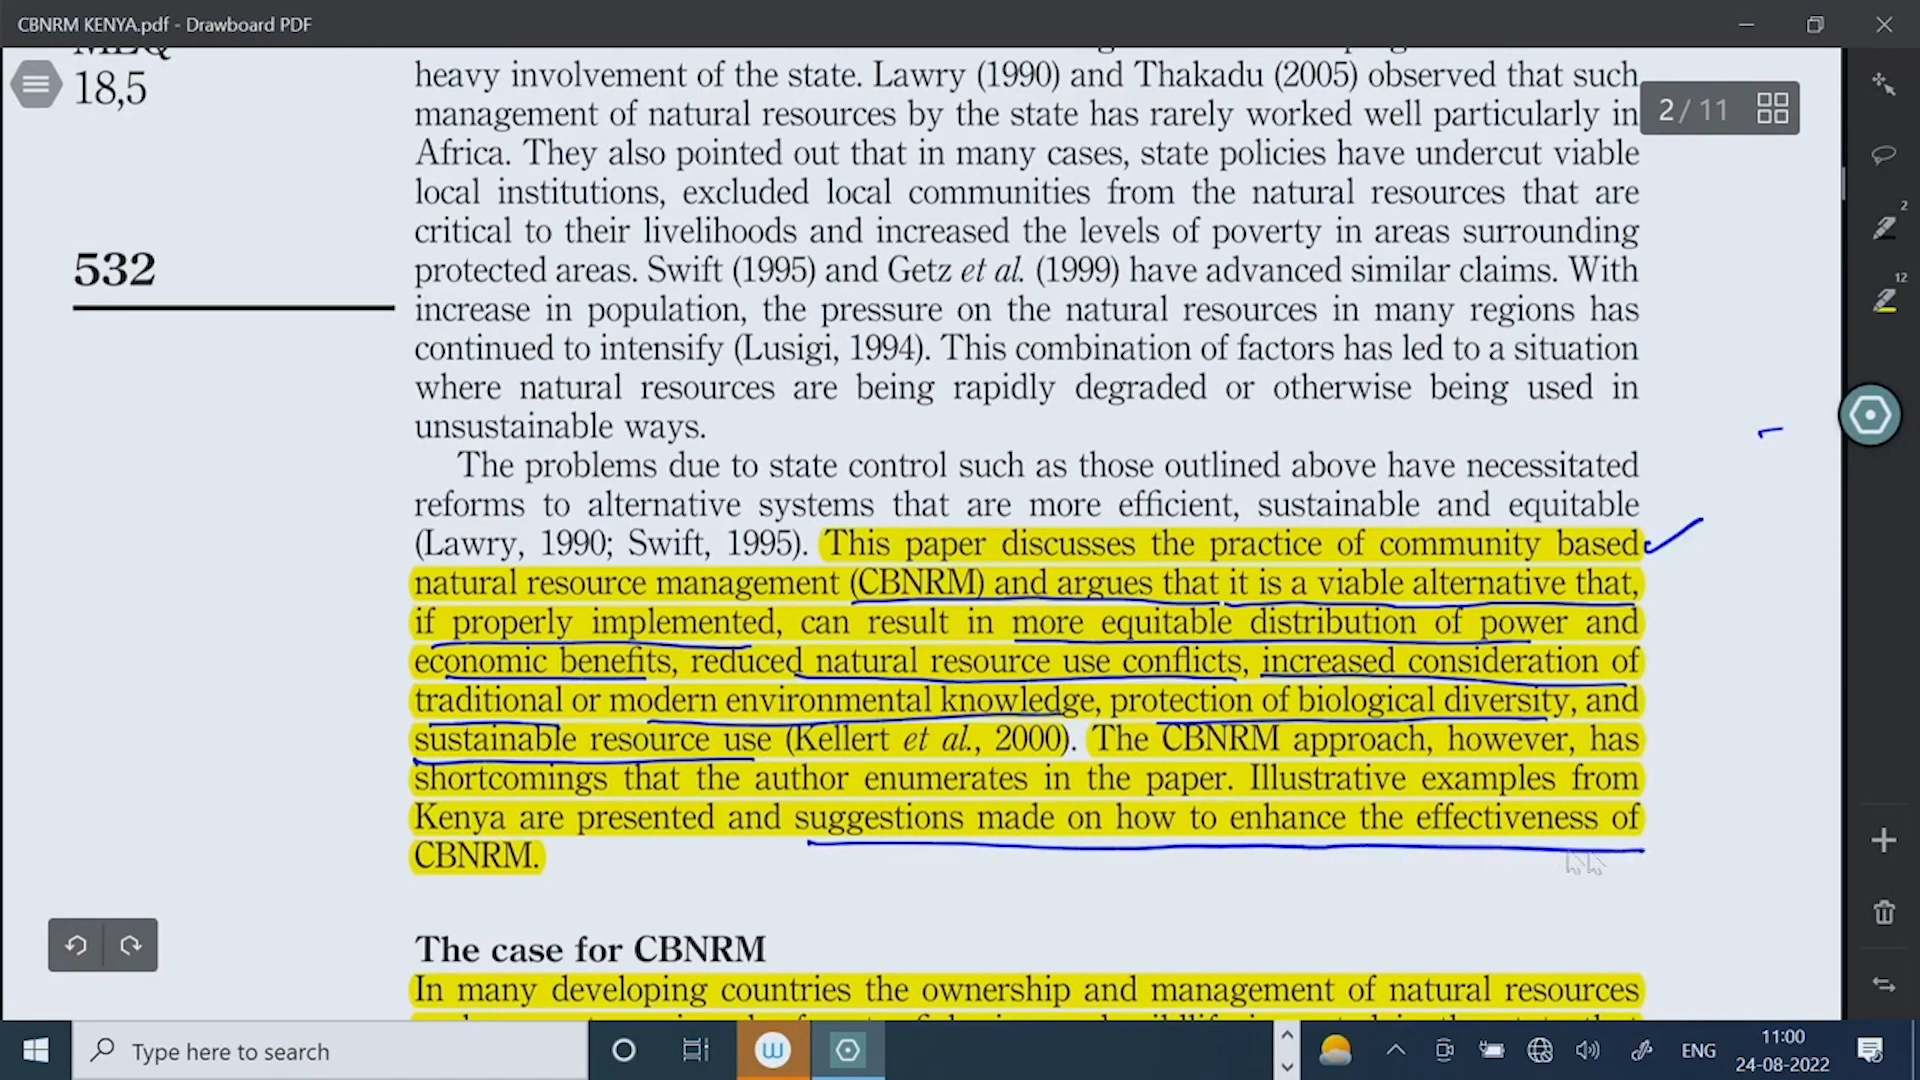 CBNRM KENYA.pdf - Drawboard PDF
MEQ
18,5
532
heavy involvement of the state. Lawry (1990) and Thakadu (2005) observed that such
management of natural resources by the state has rarely worked well particularly in
Africa. They also pointed out that in many cases, state policies have undercut viable
local institutions, excluded local communities from the natural resources that are
critical to their livelihoods and increased the levels of poverty in areas surrounding
protected areas. Swift (1995) and Getz et al. (1999) have advanced similar claims. With
increase in population, the pressure on the natural resources in many regions has
continued to intensify (Lusigi, 1994). This combination of factors has led to a situation
where natural resources are being rapidly degraded or otherwise being used in
unsustainable ways.
The problems due to state control such as those outlined above have necessitated
reforms to alternative systems that are more efficient, sustainable and equitable
(Lawry, 1990; Swift, 1995). This paper discusses the practice of community based
natural resource management (CBNRM) and argues that it is a viable alternative that,
if properly implemented, can result in more equitable distribution of power and
economic benefits, reduced natural resource use conflicts, increased consideration of
traditional or modern environmental knowledge, protection of biological diversity, and
sustainable resource use (Kellert et al., 2000). The CBNRM approach, however, has
shortcomings that the author enumerates in the paper. Illustrative examples from
Kenya are presented and suggestions made on how to enhance the effectiveness of
CBNRM.
The case for CBNRM
In many developing countries the ownership and management of natural resources
2 / 11
2
12
Type here to search
ENG
11:00
24-08-2022